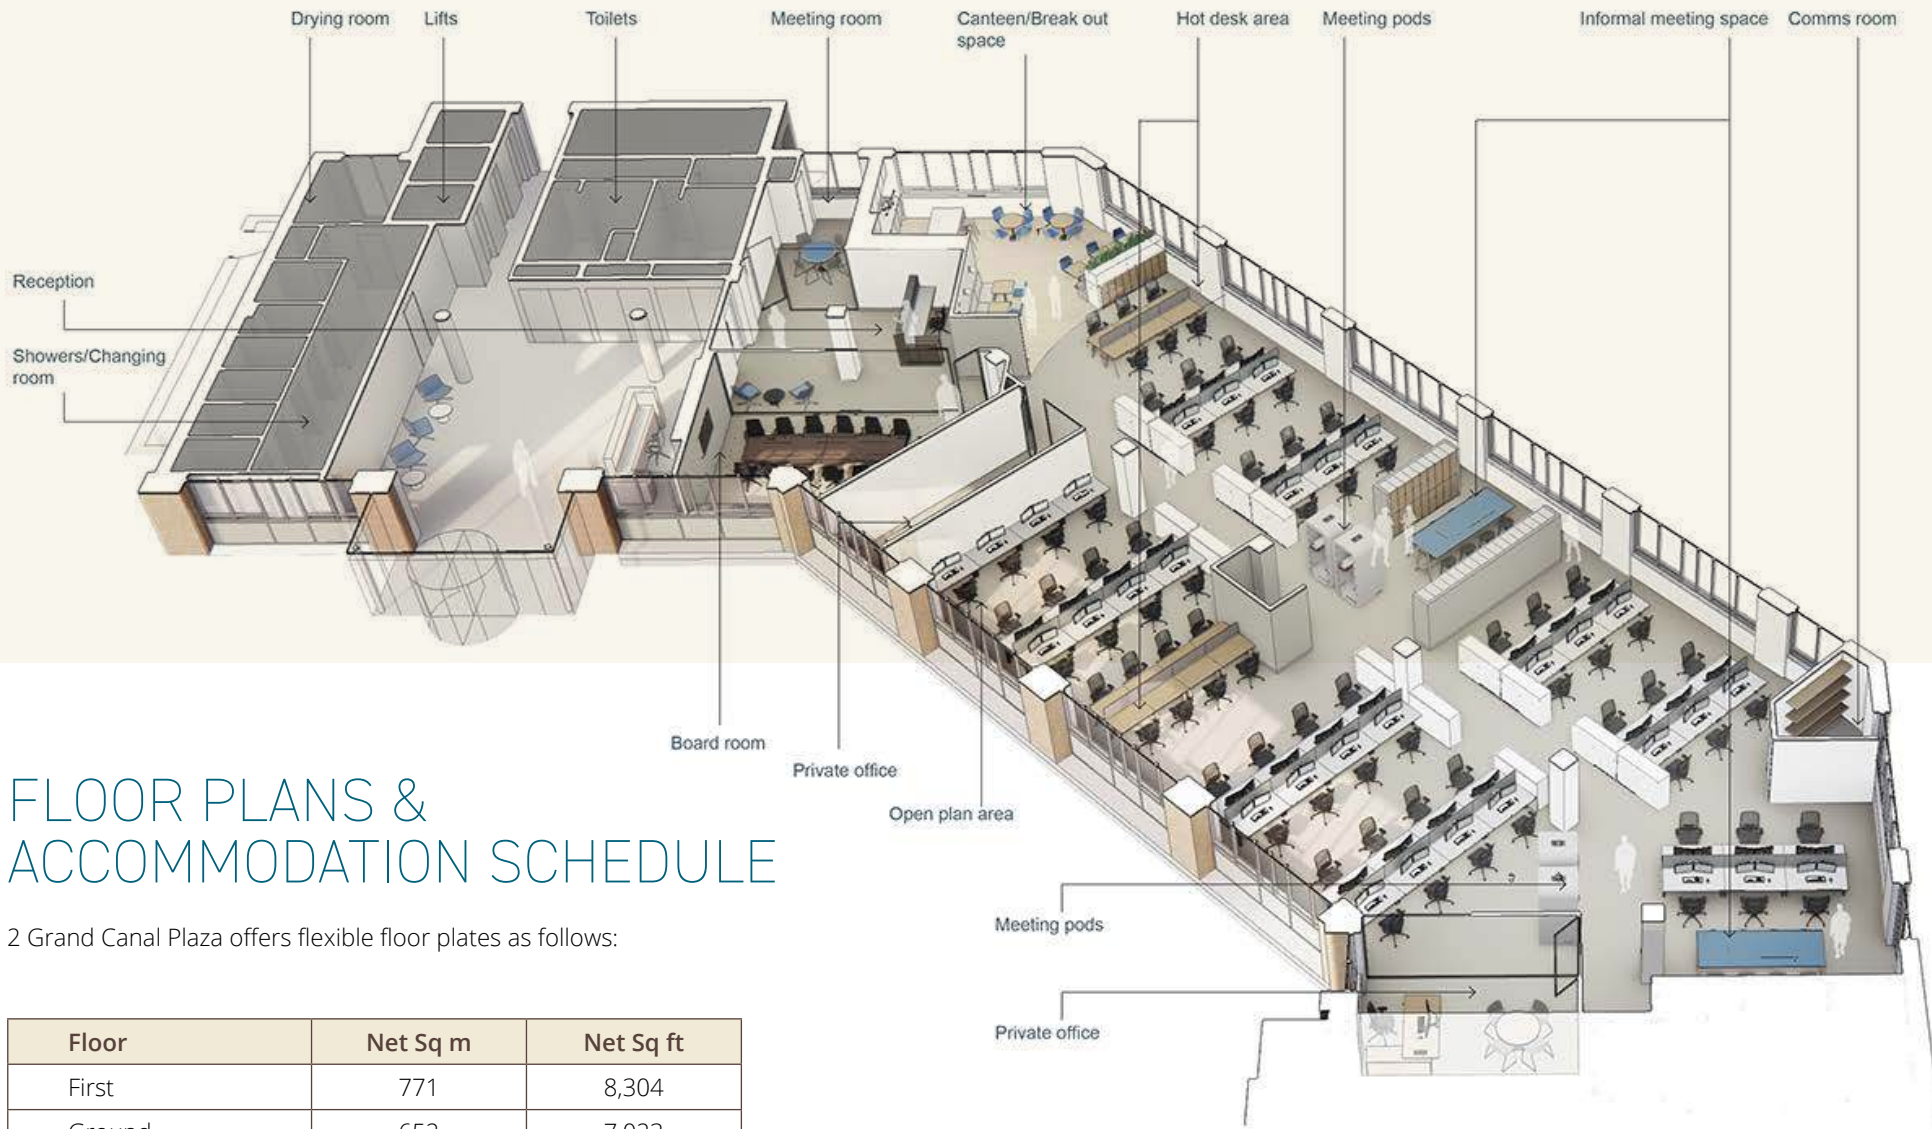 Drying room
Lifts
Toilets
Meeting room
Canteen/Break out
space
Hot desk area
Meeting pods
Informal meeting space
Comms room
Reception
Showers/Changing
room
Board room
Private office
Open plan area
Meeting pods
Private office
FLOOR PLANS &
ACCOMMODATION SCHEDULE
2 Grand Canal Plaza offers flexible floor plates as follows:
Floor Net Sq m Net Sq ft
First 771 8,304
Ground